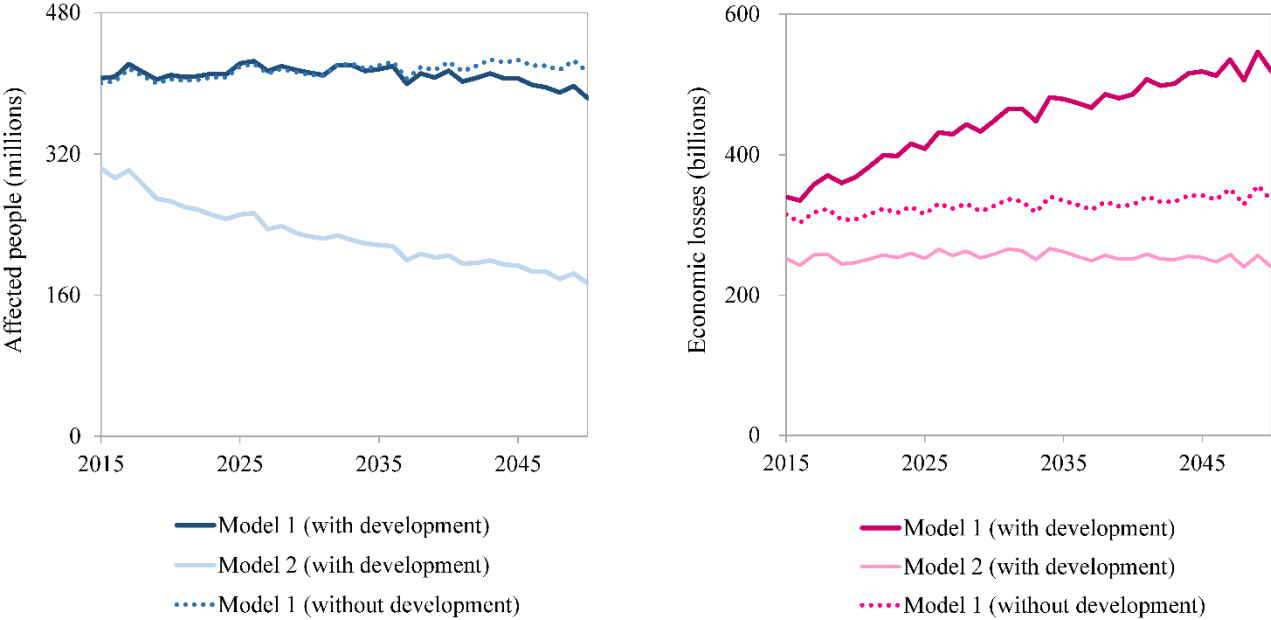 Affected people (millions)
480
320
160
0
2015 2025 2035 2045
Model 1 (with development)
Model 2 (with development)
Model 1 (without development)
Economic losses (billions)
600
400
200
0
2015 2025 2035 2045
Model 1 (with development)
Model 2 (with development)
Model 1 (without development)